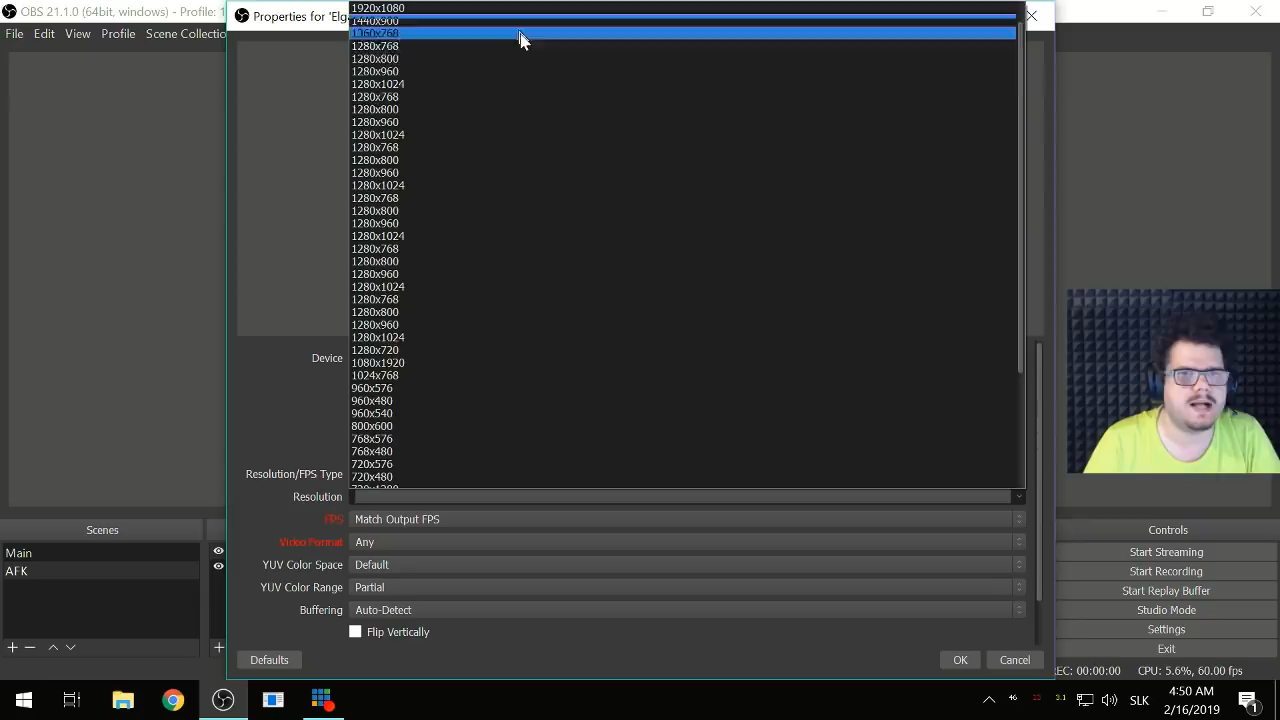 OBS 21.1.0 (64bit, windows) - Profile:
Properties for 'Elga
File Edit View Profile Scene Collectio
1920x1080
1440x900
1360x768
1280x768
1280x800
1280x960
1280x1024
1280x768
1280x800
1280x960
1280x1024
1280x768
1280x800
1280x960
1280x1024
1280x768
1280x800
1280x960
1280x1024
1280x768
1280x800
1280x960
1280x1024
1280x768
1280x800
1280x960
1280x1024
1280x720
1080x1920
1024x768
960x576
960x480
960x540
800x600
768x576
768x480
720x576
720x480
Device
Resolution/FPS Type
Resolution
FPS Match Output FPS
Video Format Any
YUV Color Space Default
YUV Color Range Partial
Buffering Auto-Detect
Flip Vertically
Defaults OK Cancel
Scenes
Main
AFK
Controls
Start Streaming
Start Recording
Start Replay Buffer
Studio Mode
Settings
Exit
REC: 00:00:00 CPU: 5.6%, 60.00 fps
46 3.1 SLK 4:50 AM
2/16/2019
1